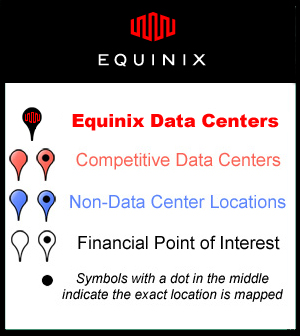 EQUINIX
Equinix Data Centers
Competitive Data Centers
Non-Data Center Locations
Financial Point of Interest
Symbols with a dot in the middle
indicate the exact location is mapped